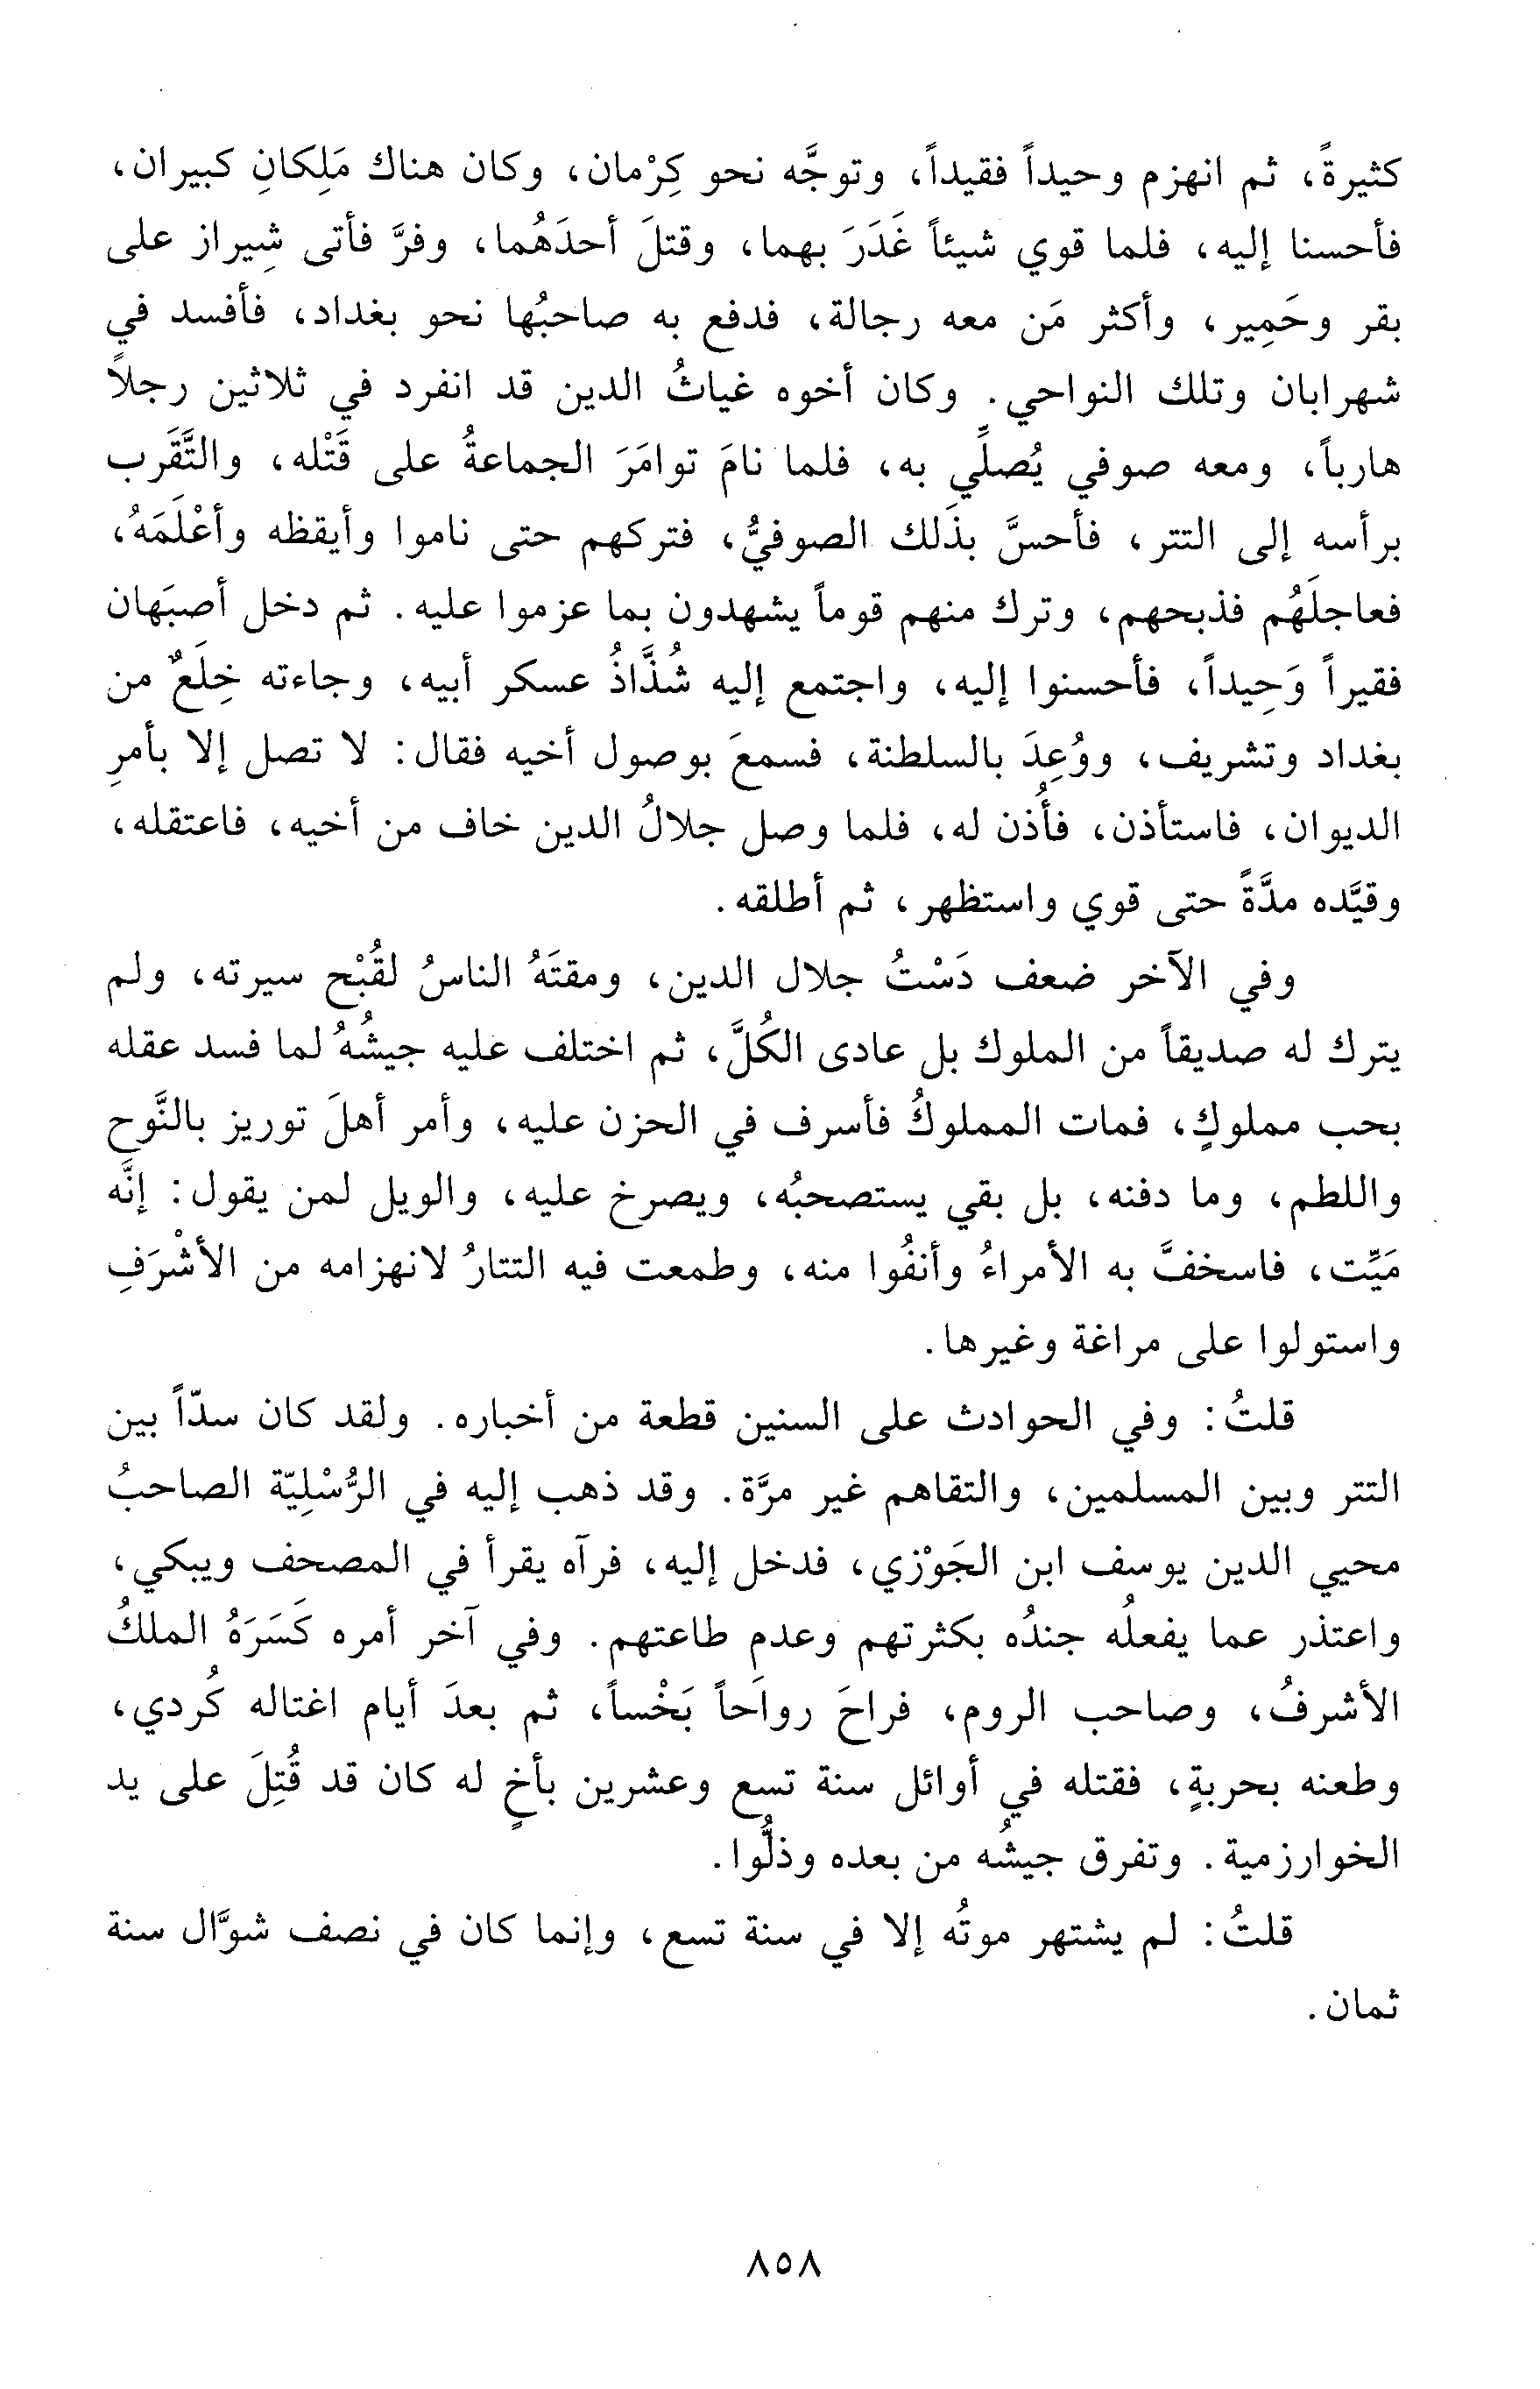 كثيرةً، ثم انهزم وحيداً فقيداً، وتوجَّه نحو كِرْمان، وكان هناك مَلِكانِ كبيران،
فأحسنا إليه، فلما قوي شيئاً غَدَرَ بهما، وقتلَ أحدَهُما، وفرَّ فأتى شِيراز على
بقر وحَمِير، وأكثر مَن معه رجالة، فدفع به صاحبُها نحو بغداد، فأفسد في
شهرابان وتلك النواحي. وكان أخوه غياثُ الدين قد انفرد في ثلاثين رجلاً
هارباً، ومعه صوفي يُصلِّي به، فلما نامَ توامَرَ الجماعةُ على قَتْله، والتَّقَرب
برأسه إلى التتر، فأحسَّ بذَلك الصوفيُّ، فتركهم حتى ناموا وأيقظه وأعْلَمَهُ،
فعاجلَهُم فذبحهم، وترك منهم قوماً يشهدون بما عزموا عليه. ثم دخل أصبَهان
فقيراً وَحِيداً، فأحسنوا إليه، واجتمع إليه شُذَّاذُ عسكر أبيه، وجاءته خِلَعٌ من
بغداد وتشريف، ووُعِدَ بالسلطنة، فسمعَ بوصول أخيه فقال: لا تصل إلا بأمرِ
الديوان، فاستأذن، فأُذن له، فلما وصل جلالُ الدين خاف من أخيه، فاعتقله،
وقيَّده مدَّةً حتى قوي واستظهر، ثم أطلقه.
وفي الآخر ضعف دَسْتُ جلال الدين، ومقتَهُ الناسُ لقُبْح سيرته، ولم
يترك له صديقاً من الملوك بل عادى الكُلَّ، ثم اختلف عليه جيشُهُ لما فسد عقله
بحب مملوكٍ، فمات المملوكُ فأسرف في الحزن عليه، وأمر أهلَ توريز بالنَّوح
واللطم، وما دفنه، بل بقي يستصحبُه، ويصرخ عليه، والويل لمن يقول: إنَّه
مَيِّت، فاسخفَّ به الأمراءُ وأنفُوا منه، وطمعت فيه التتارُ لانهزامه من الأشْرَفِ
واستولوا على مراغة وغيرها.
قلتُ: وفي الحوادث على السنين قطعة من أخباره. ولقد كان سدّاً بين
التتر وبين المسلمين، والتقاهم غير مرَّة. وقد ذهب إليه في الرُّسْلِيّة الصاحبُ
محيي الدين يوسف ابن الجَوْزي، فدخل إليه، فرآه يقرأ في المصحف ويبكي،
واعتذر عما يفعلُه جندُه بكثرتهم وعدم طاعتهم. وفي آخر أمره كَسَرَهُ الملكُ
الأشرفُ، وصاحب الروم، فراحَ رواَحاً بَخْساً، ثم بعدَ أيام اغتاله كُردي،
وطعنه بحربةٍ، فقتله في أوائل سنة تسع وعشرين بأخٍ له كان قد قُتِلَ على يد
الخوارزمية. وتفرق جيشُه من بعده وذلُّوا.
قلتُ: لم يشتهر موتُه إلا في سنة تسع، وإنما كان في نصف شوَّال سنة
ثمان.
٨٥٨